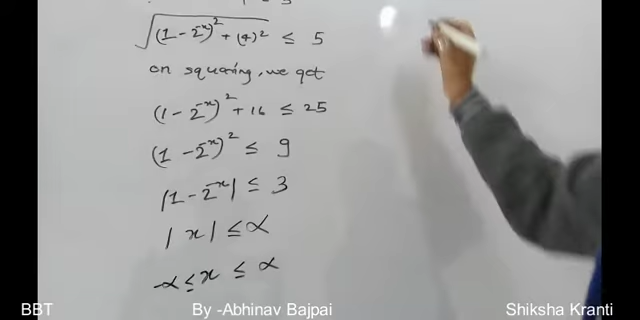 √(1-2^-x)² + (4)² ≤ 5
on squaring, we get
(1-2^-x)² + 16 ≤ 25
(1-2^-x)² ≤ 9
|1-2^-x| ≤ 3
|x| ≤ α
-α ≤ x ≤ α
BBT By -Abhinav Bajpai Shiksha Kranti